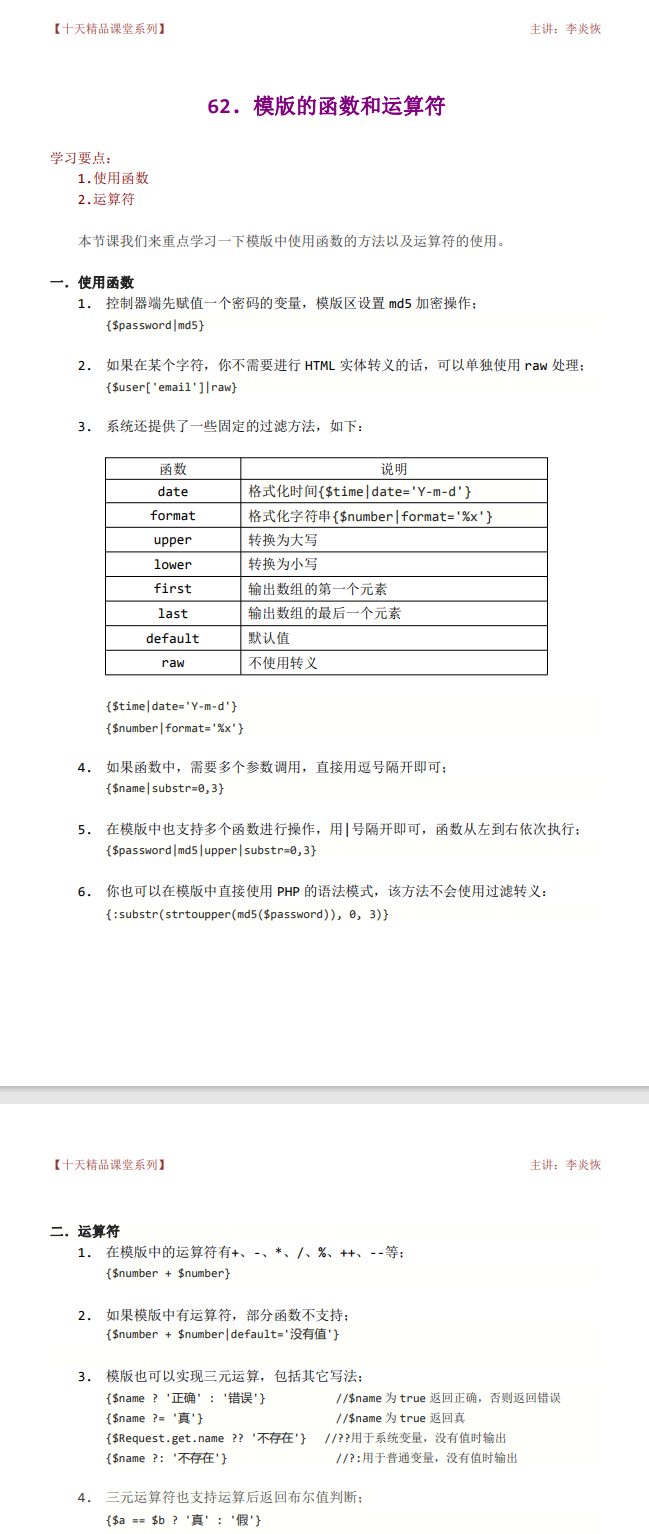 【十天精品课堂系列】 主讲：李炎恢
62．模版的函数和运算符
学习要点：
1.使用函数
2.运算符
本节课我们来重点学习一下模版中使用函数的方法以及运算符的使用。
一．使用函数
1. 控制器端先赋值一个密码的变量，模版区设置 md5 加密操作；
{$password|md5}
2. 如果在某个字符，你不需要进行 HTML 实体转义的话，可以单独使用 raw 处理；
{$user['email']|raw}
3. 系统还提供了一些固定的过滤方法，如下：
函数 说明
date 格式化时间{$time|date='Y-m-d'}
format 格式化字符串{$number|format='%x'}
upper 转换为大写
lower 转换为小写
first 输出数组的第一个元素
last 输出数组的最后一个元素
default 默认值
raw 不使用转义
{$time|date='Y-m-d'}
{$number|format='%x'}
4. 如果函数中，需要多个参数调用，直接用逗号隔开即可；
{$name|substr=0,3}
5. 在模版中也支持多个函数进行操作，用|号隔开即可，函数从左到右依次执行；
{$password|md5|upper|substr=0,3}
6. 你也可以在模版中直接使用 PHP 的语法模式，该方法不会使用过滤转义：
{:substr(strtoupper(md5($password)), 0, 3)}
【十天精品课堂系列】 主讲：李炎恢
二．运算符
1. 在模版中的运算符有+、-、*、/、%、++、--等；
{$number + $number}
2. 如果模版中有运算符，部分函数不支持；
{$number + $number|default='没有值'}
3. 模版也可以实现三元运算，包括其它写法；
{$name ? '正确' : '错误'} //$name 为 true 返回正确，否则返回错误
{$name ?= '真'} //$name 为 true 返回真
{$Request.get.name ?? '不存在'} //??用于系统变量，没有值时输出
{$name ?: '不存在'} //?:用于普通变量，没有值时输出
4. 三元运算符也支持运算后返回布尔值判断；
{$a == $b ? '真' : '假'}